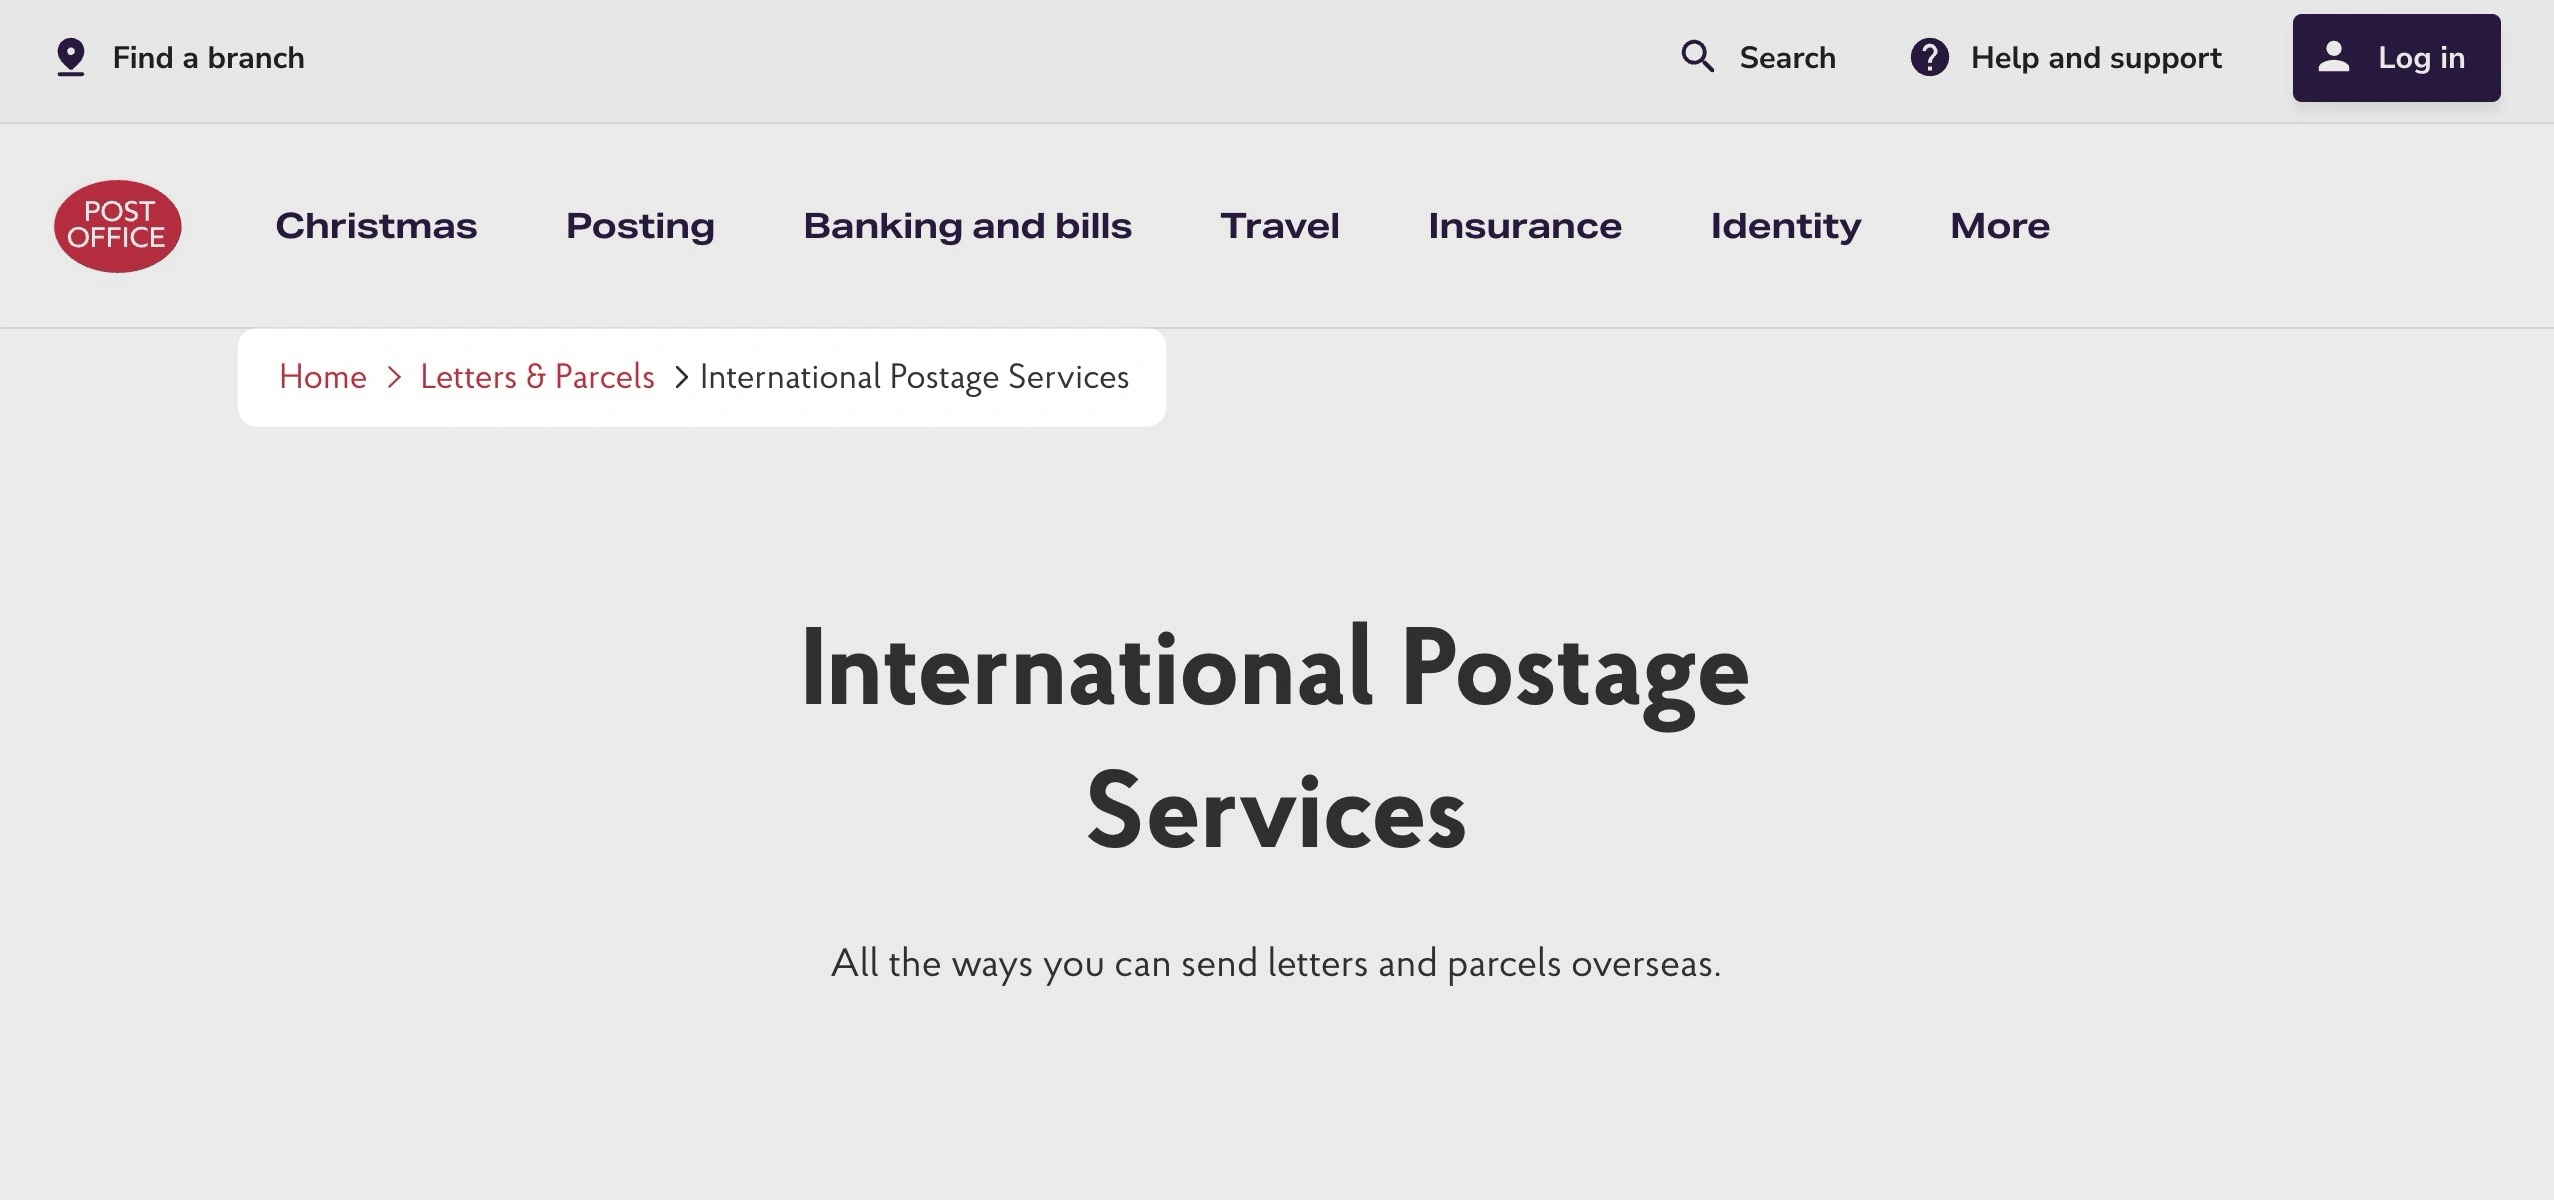 Find a branch
Search
Help and support
Log in
POST
OFFICE
Christmas
Posting
Banking and bills
Travel
Insurance
Identity
More
Home > Letters & Parcels > International Postage Services
International Postage
Services
All the ways you can send letters and parcels overseas.